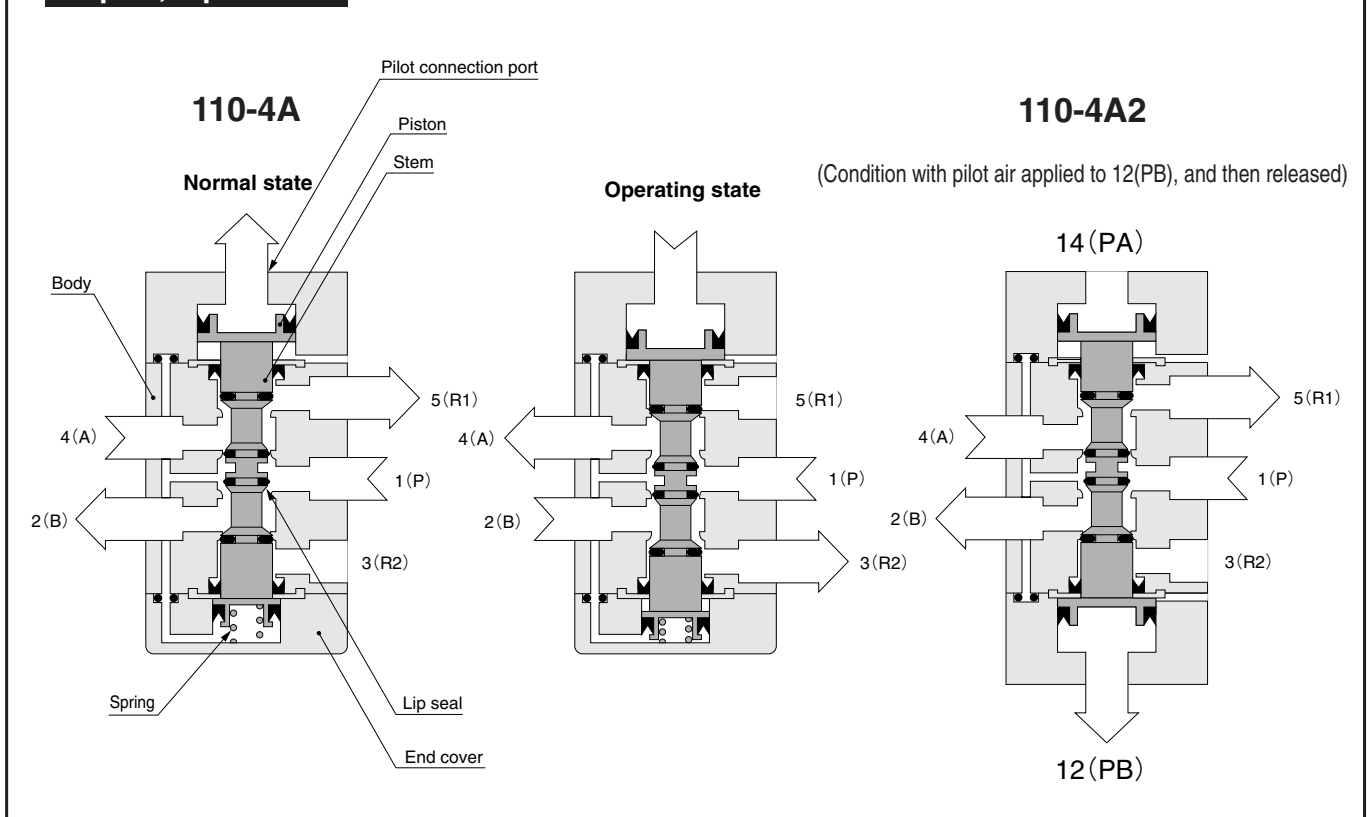 Pilot connection port
110-4A
Piston
Stem
Normal state
Body
5(R1)
4(A)
1(P)
2(B)
3(R2)
Spring
Lip seal
End cover
Operating state
5(R1)
4(A)
1(P)
2(B)
3(R2)
110-4A2
(Condition with pilot air applied to 12(PB), and then released)
14(PA)
5(R1)
4(A)
1(P)
2(B)
3(R2)
12(PB)